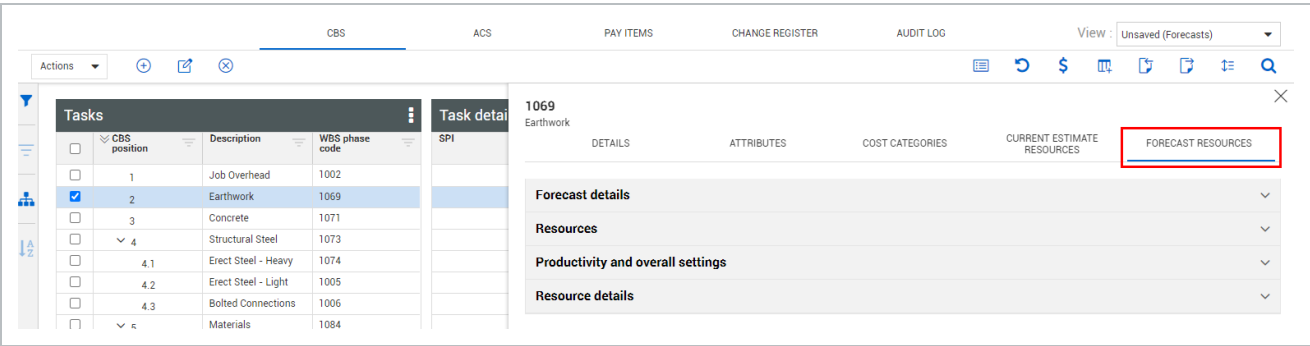 CBS ACS PAY ITEMS CHANGE REGISTER AUDIT LOG View : Unsaved (Forecasts)
Actions
Tasks
CBS position Description WBS phase code
1 Job Overhead 1002
2 Earthwork 1069
3 Concrete 1071
4 Structural Steel 1073
4.1 Erect Steel - Heavy 1074
4.2 Erect Steel - Light 1005
4.3 Bolted Connections 1006
5 Materials 1084
Task detai
SPI
1069
Earthwork
DETAILS ATTRIBUTES COST CATEGORIES CURRENT ESTIMATE RESOURCES FORECAST RESOURCES
Forecast details
Resources
Productivity and overall settings
Resource details